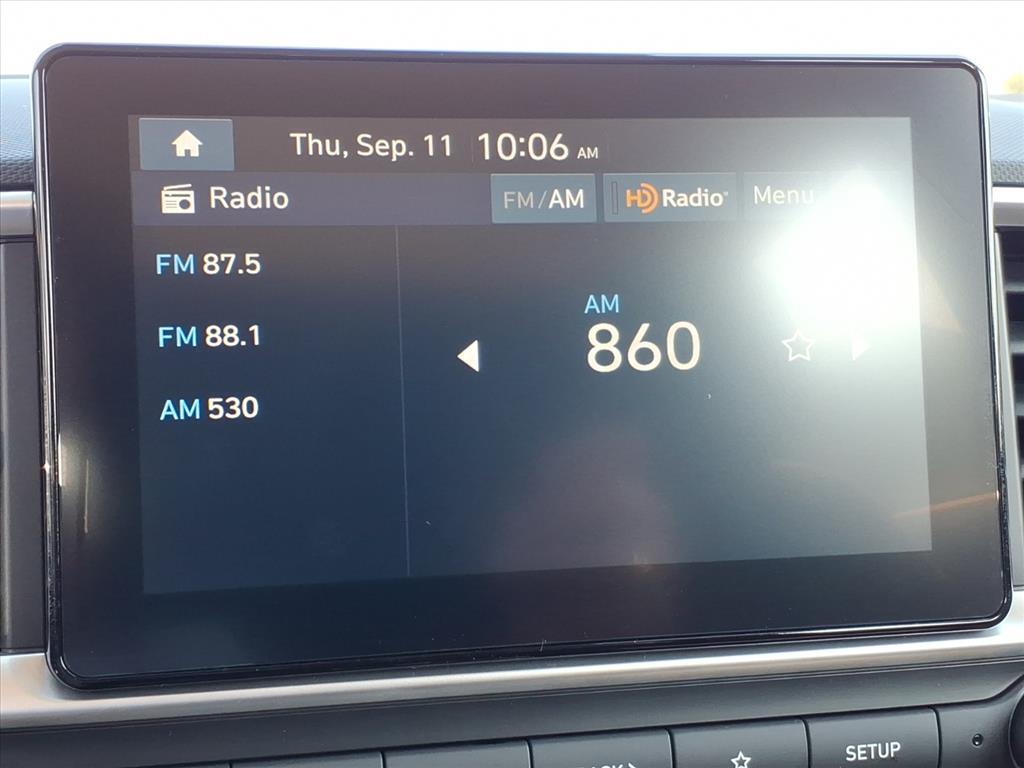 Thu, Sep. 11 10:06 AM
Radio FM/AM HD Radio™ Menu
FM 87.5
FM 88.1
AM 530
AM
860
SETUP